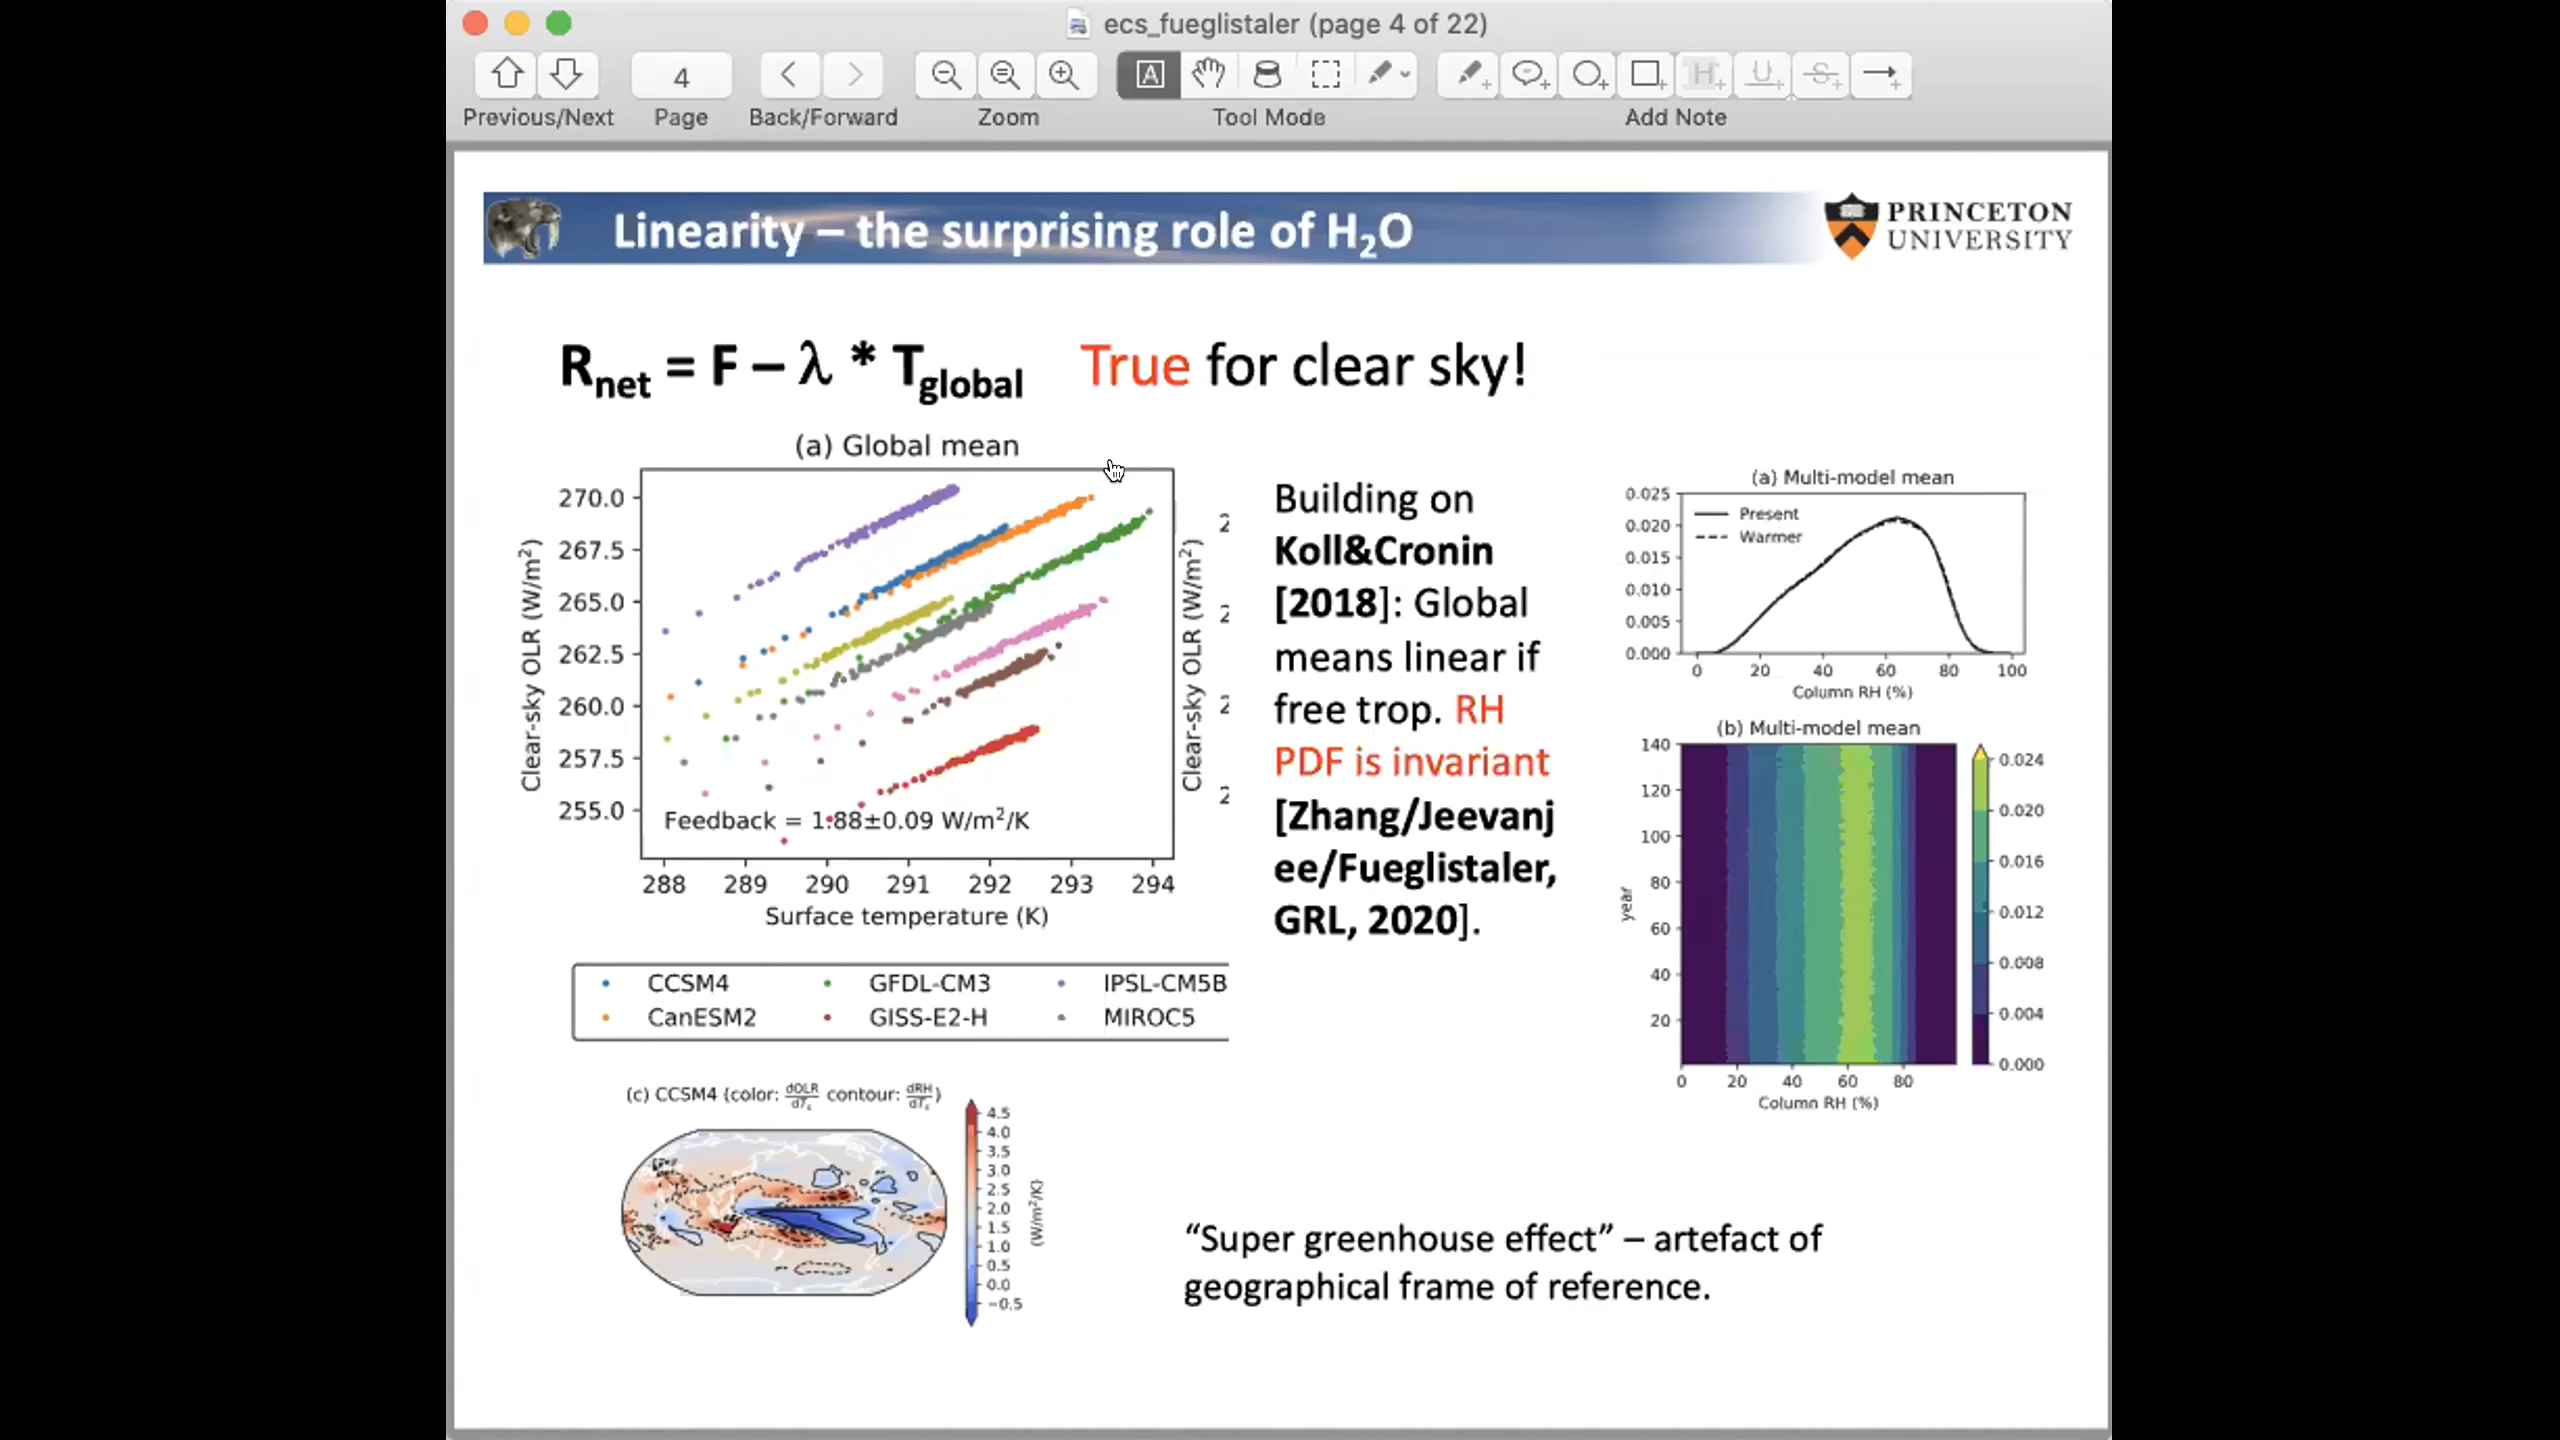 ecs_fueglistaler (page 4 of 22)
4
Previous/Next Page Back/Forward Zoom Tool Mode Add Note
Linearity – the surprising role of H₂O
PRINCETON
UNIVERSITY
Rnet = F – λ * Tglobal True for clear sky!
(a) Global mean
Clear-sky OLR (W/m²)
270.0
267.5
265.0
262.5
260.0
257.5
255.0
Feedback = 1.88±0.09 W/m²/K
288 289 290 291 292 293 294
Surface temperature (K)
Clear-sky OLR (W/m²)
2
2
2
2
CCSM4 GFDL-CM3 IPSL-CM5B
CanESM2 GISS-E2-H MIROC5
Building on
Koll&Cronin
[2018]: Global
means linear if
free trop. RH
PDF is invariant
[Zhang/Jeevanj
ee/Fueglistaler,
GRL, 2020].
(a) Multi-model mean
0.025
0.020
0.015
0.010
0.005
0.000
Present
Warmer
0 20 40 60 80 100
Column RH (%)
(b) Multi-model mean
year
140
120
100
80
60
40
20
0 20 40 60 80
Column RH (%)
0.024
0.020
0.016
0.012
0.008
0.004
0.000
(c) CCSM4 (color: dOLR/dTs contour: dRH/dTs)
4.5
4.0
3.5
3.0
2.5
2.0
1.5
1.0
0.5
0.0
−0.5
(W/m²/K)
“Super greenhouse effect” – artefact of
geographical frame of reference.